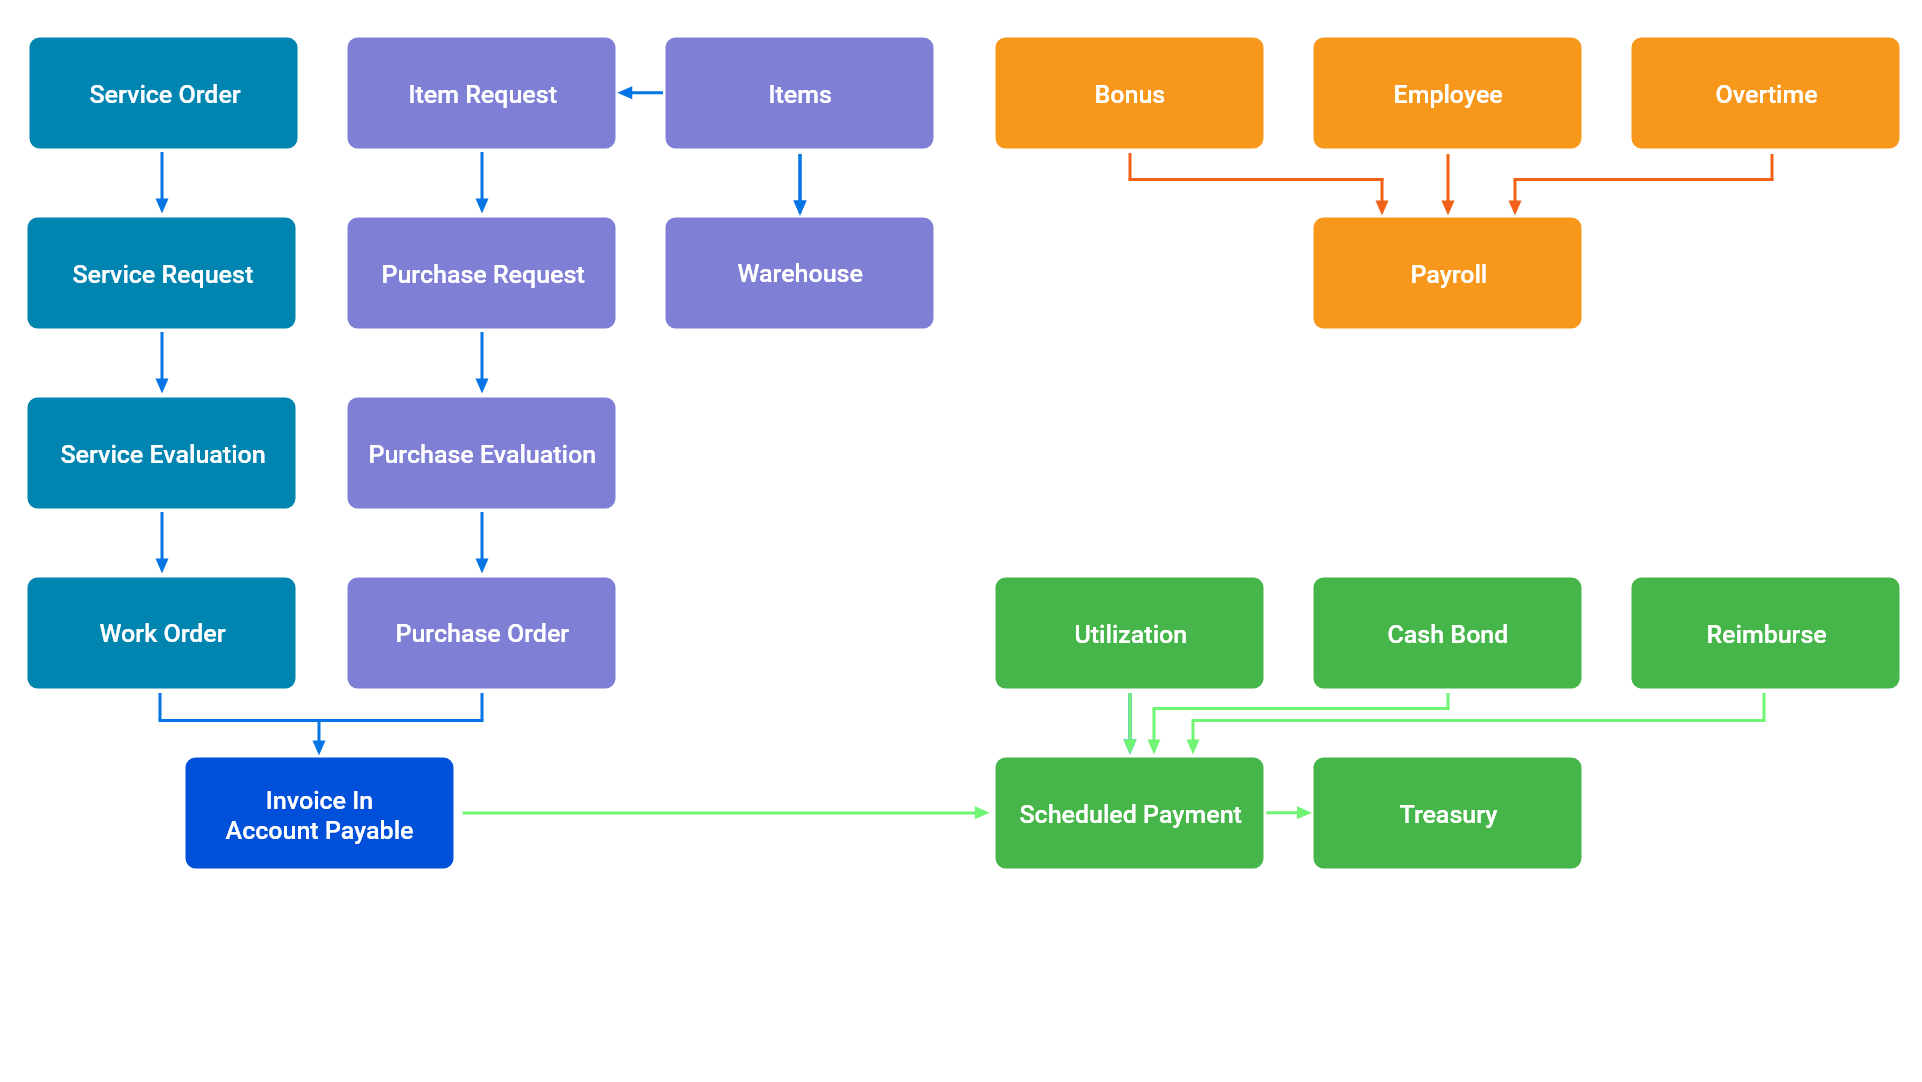 Service Order
Item Request
Items
Bonus
Employee
Overtime
Service Request
Purchase Request
Warehouse
Payroll
Service Evaluation
Purchase Evaluation
Work Order
Purchase Order
Utilization
Cash Bond
Reimburse
Invoice In
Account Payable
Scheduled Payment
Treasury